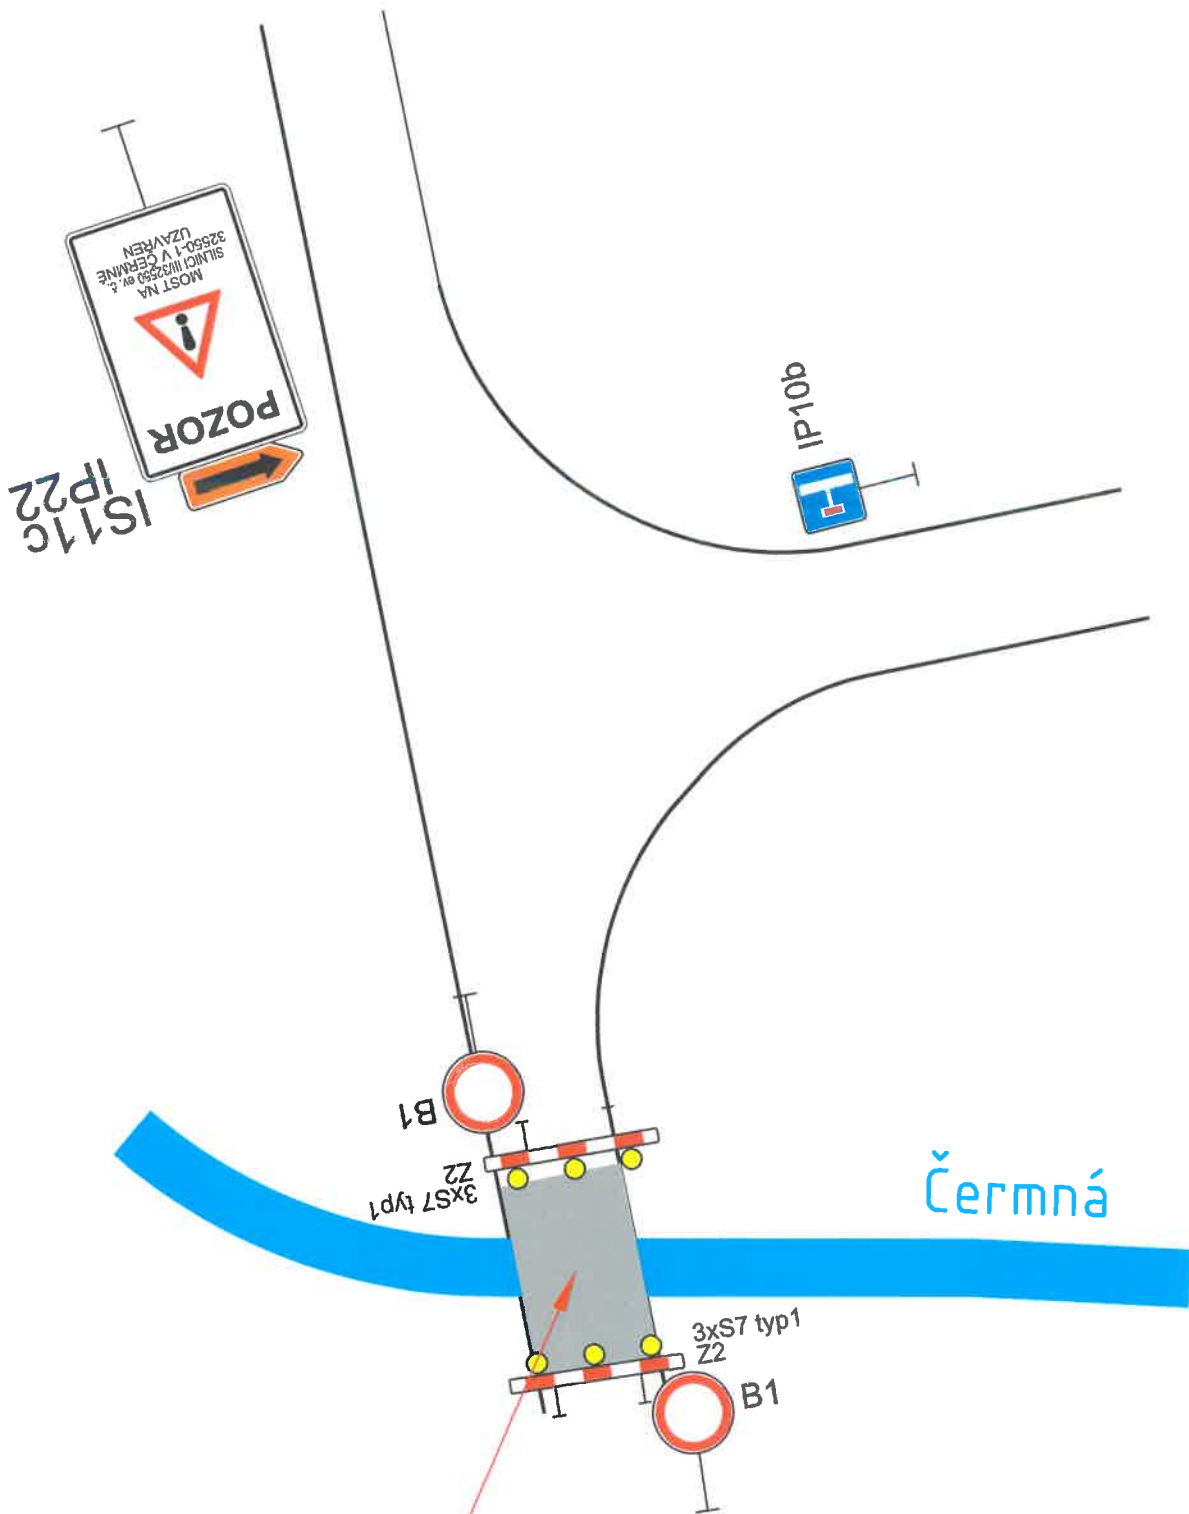 POZOR
MOST NA
SILNICI III/32550 ev. č.
32550-1 V ČERMNÉ
UZAVŘEN
IS11c
IP22
IP10b
B1
Z2
3xS7 typ1
Čermná
3xS7 typ1
Z2
B1